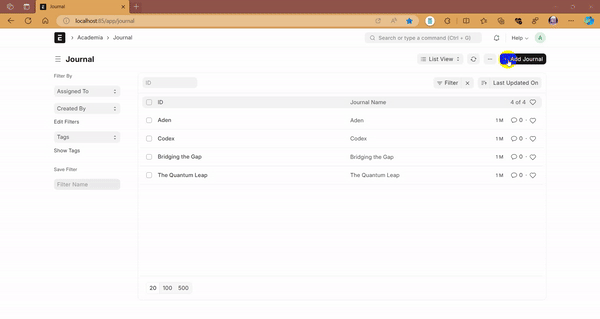 Journal
localhost:85/app/journal
E Academia > Journal
Search or type a command (Ctrl + G)
Help
A
Journal
List View
Add Journal
Filter By
Assigned To
Created By
Edit Filters
Tags
Show Tags
Save Filter
Filter Name
ID
Filter
Last Updated On
ID Journal Name 4 of 4
Aden Aden 1 M 0
Codex Codex 1 M 0
Bridging the Gap Bridging the Gap 1 M 0
The Quantum Leap The Quantum Leap 1 M 0
20 100 500